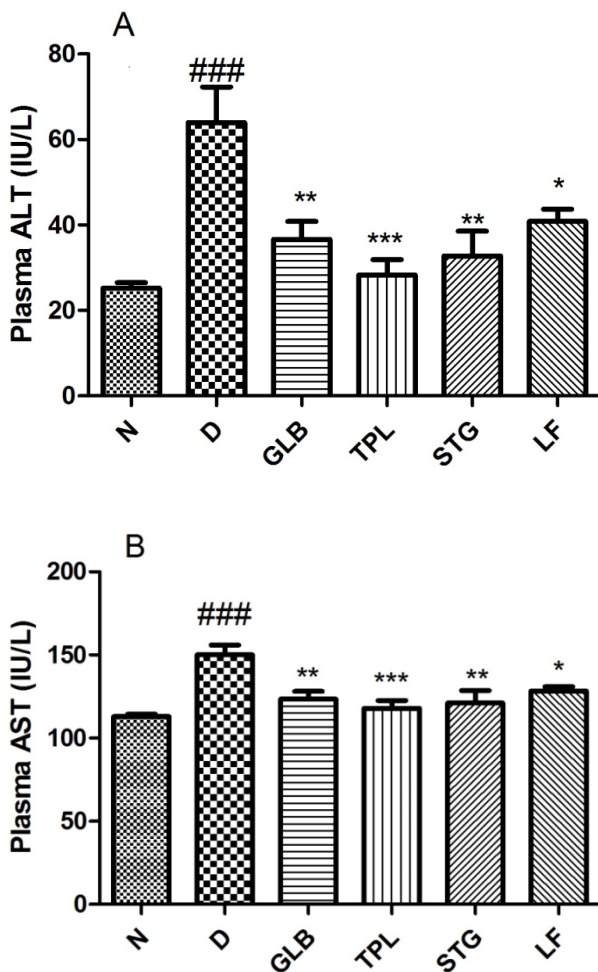 A
Plasma ALT (IU/L)
80
60
40
20
0
###
**
***
**
*
N
D
GLB
TPL
STG
LF
B
Plasma AST (IU/L)
200
150
100
50
0
###
**
***
**
*
N
D
GLB
TPL
STG
LF